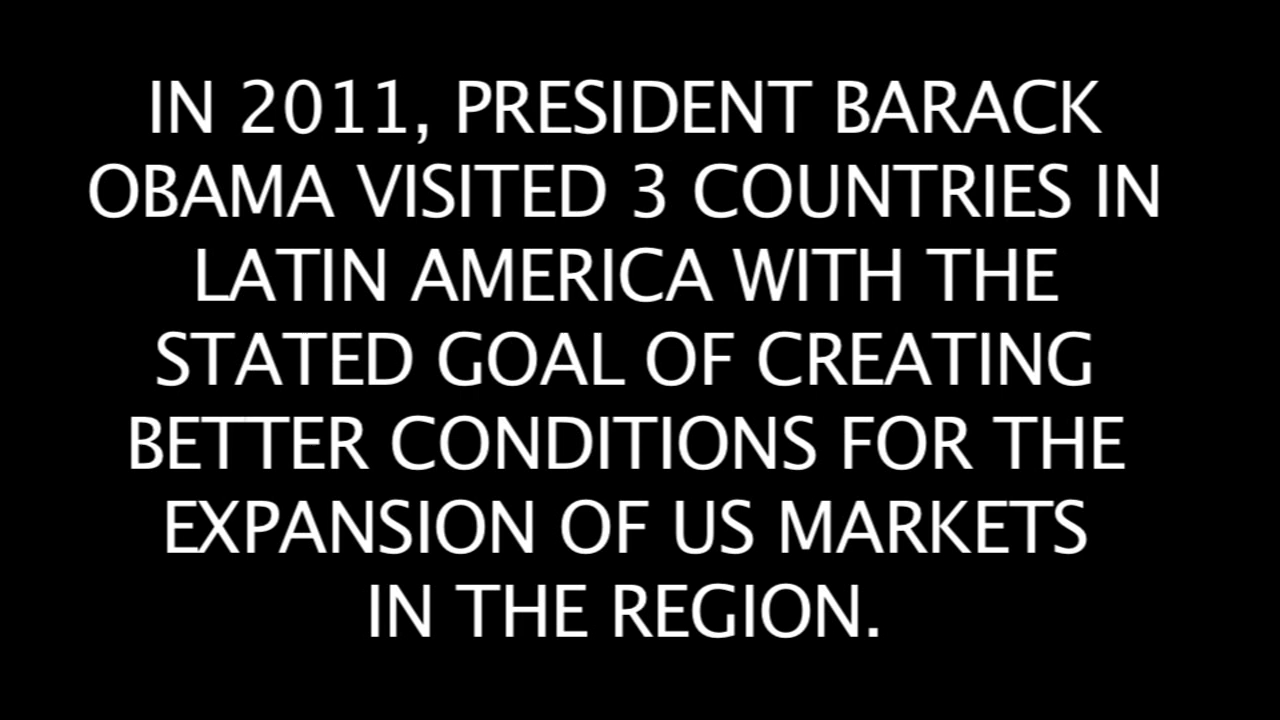 IN 2011, PRESIDENT BARACK
OBAMA VISITED 3 COUNTRIES IN
LATIN AMERICA WITH THE
STATED GOAL OF CREATING
BETTER CONDITIONS FOR THE
EXPANSION OF US MARKETS
IN THE REGION.